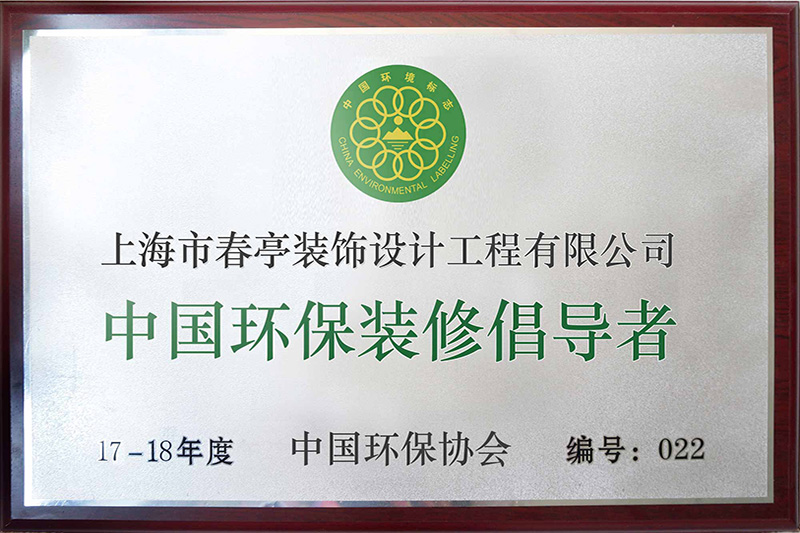 中国环境标志
CHINA ENVIRONMENTAL LABELLING
上海市春亭装饰设计工程有限公司
中国环保装修倡导者
17-18年度 中国环保协会 编号：022